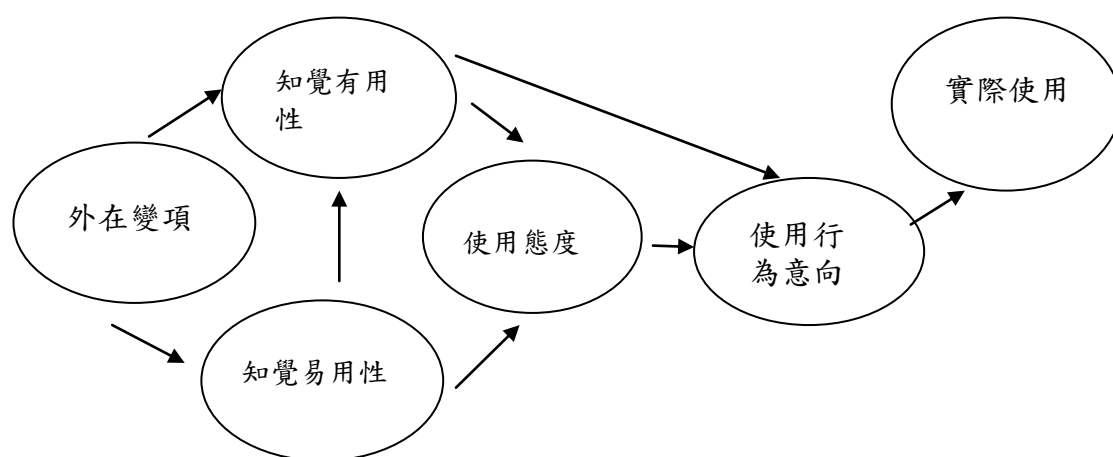 知覺有用
性
實際使用
外在變項
使用態度
使用行
為意向
知覺易用性